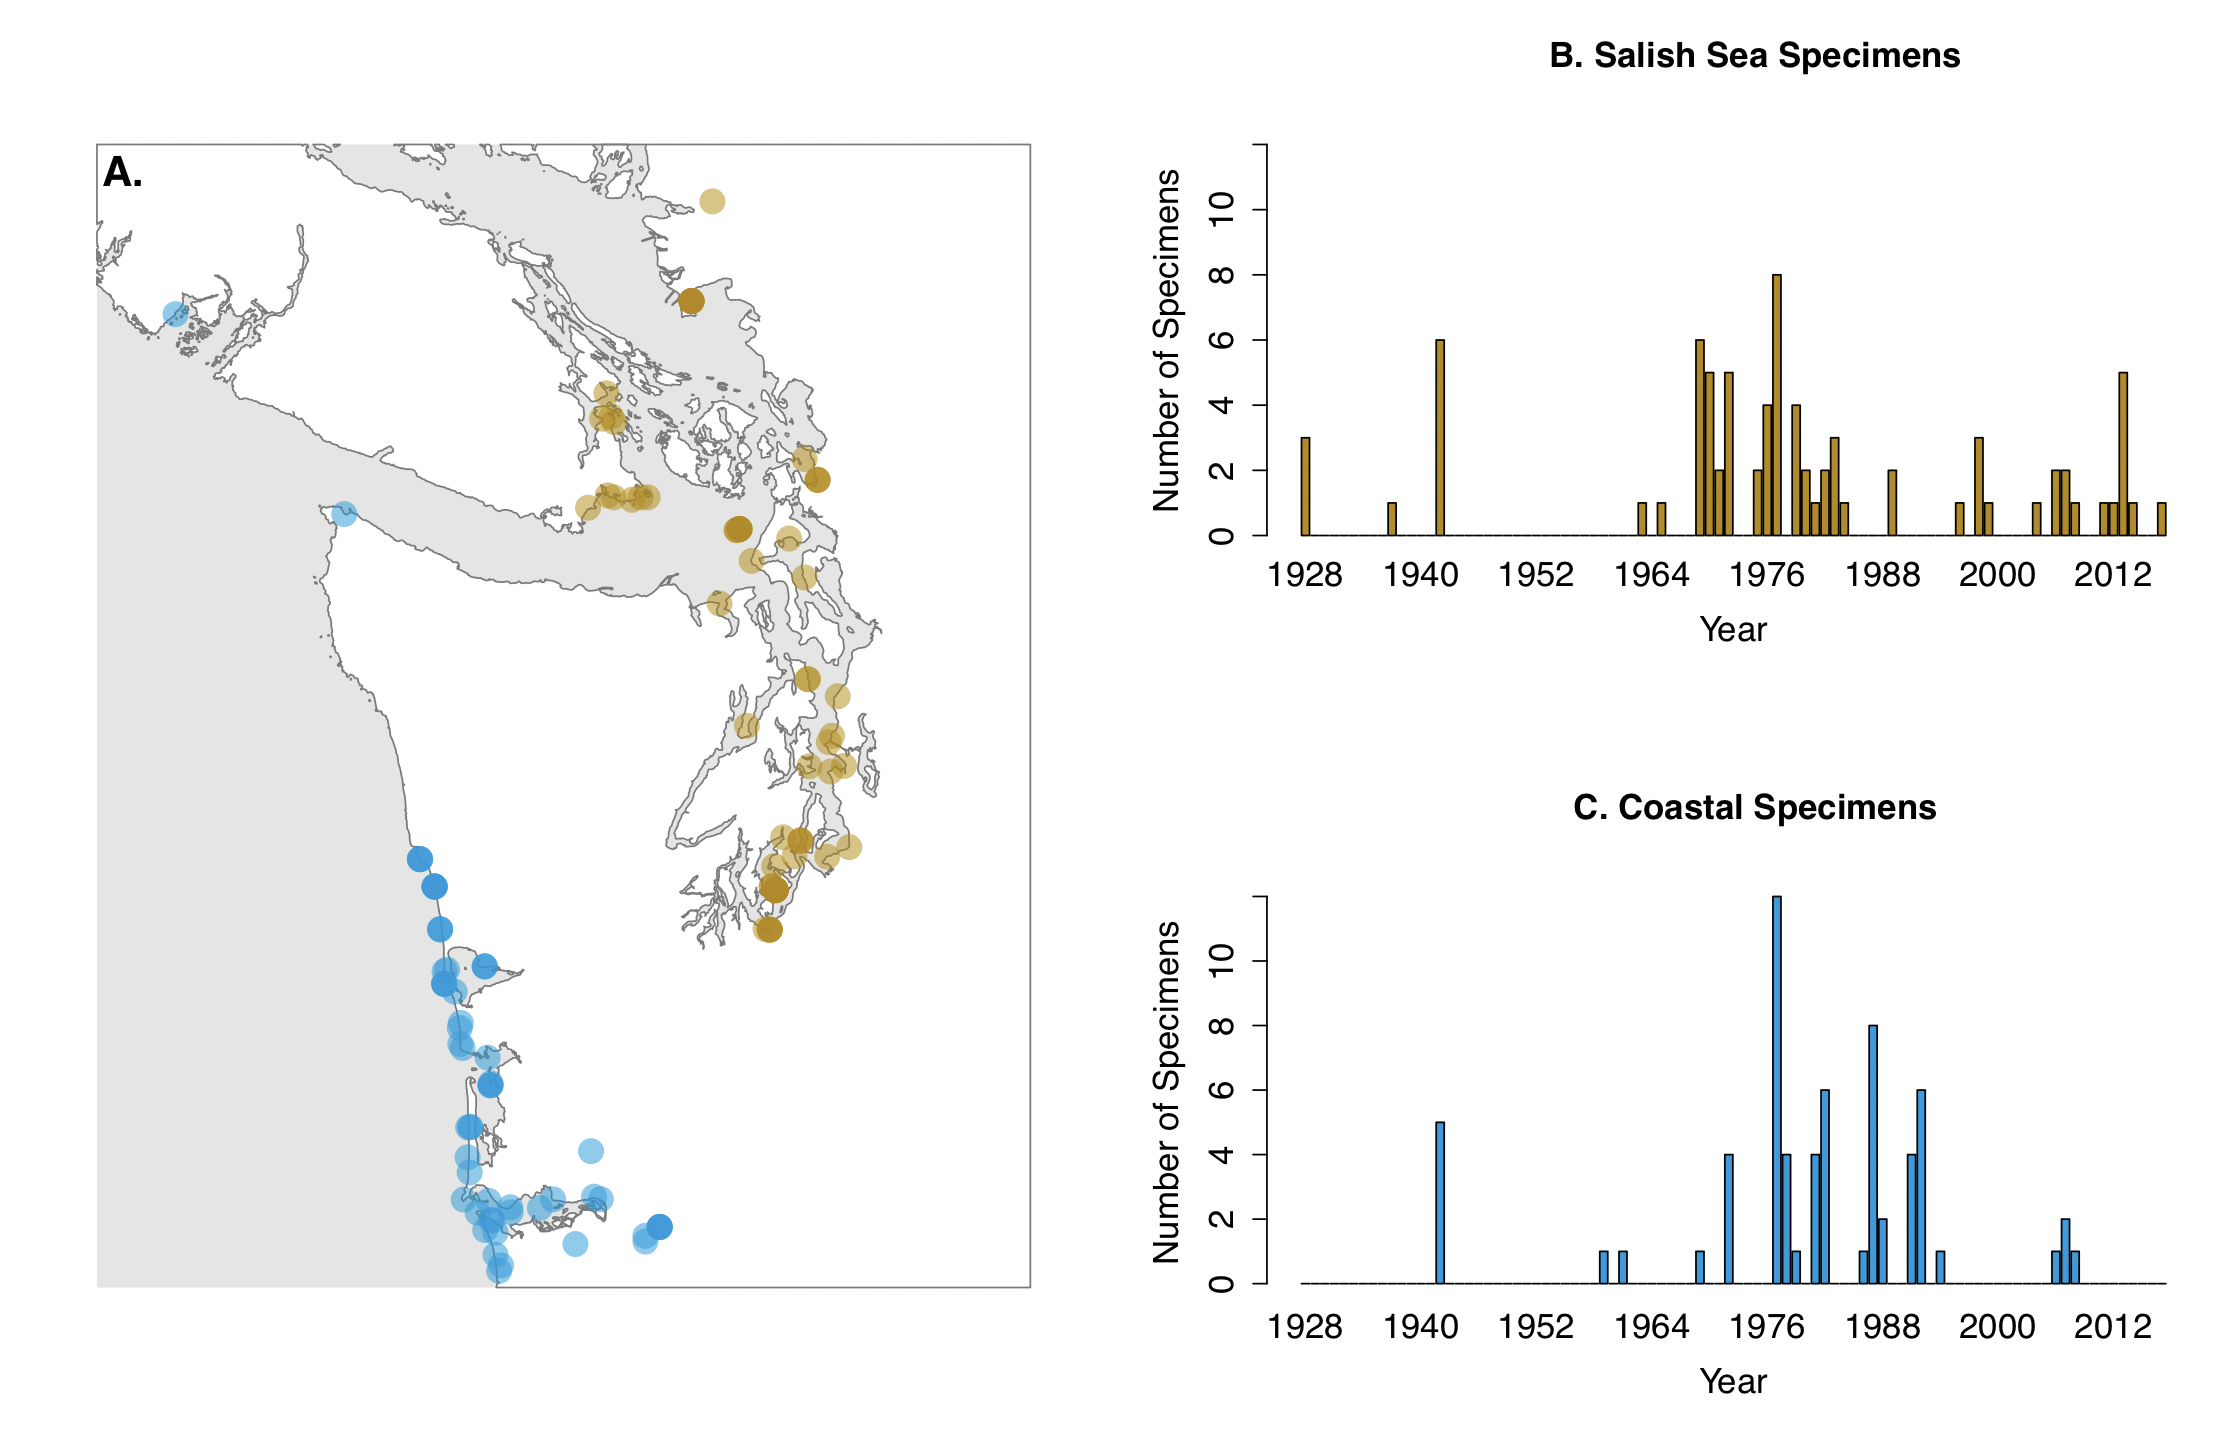 A.
B. Salish Sea Specimens
Number of Specimens
0 2 4 6 8 10
1928 1940 1952 1964 1976 1988 2000 2012
Year
C. Coastal Specimens
Number of Specimens
0 2 4 6 8 10
1928 1940 1952 1964 1976 1988 2000 2012
Year